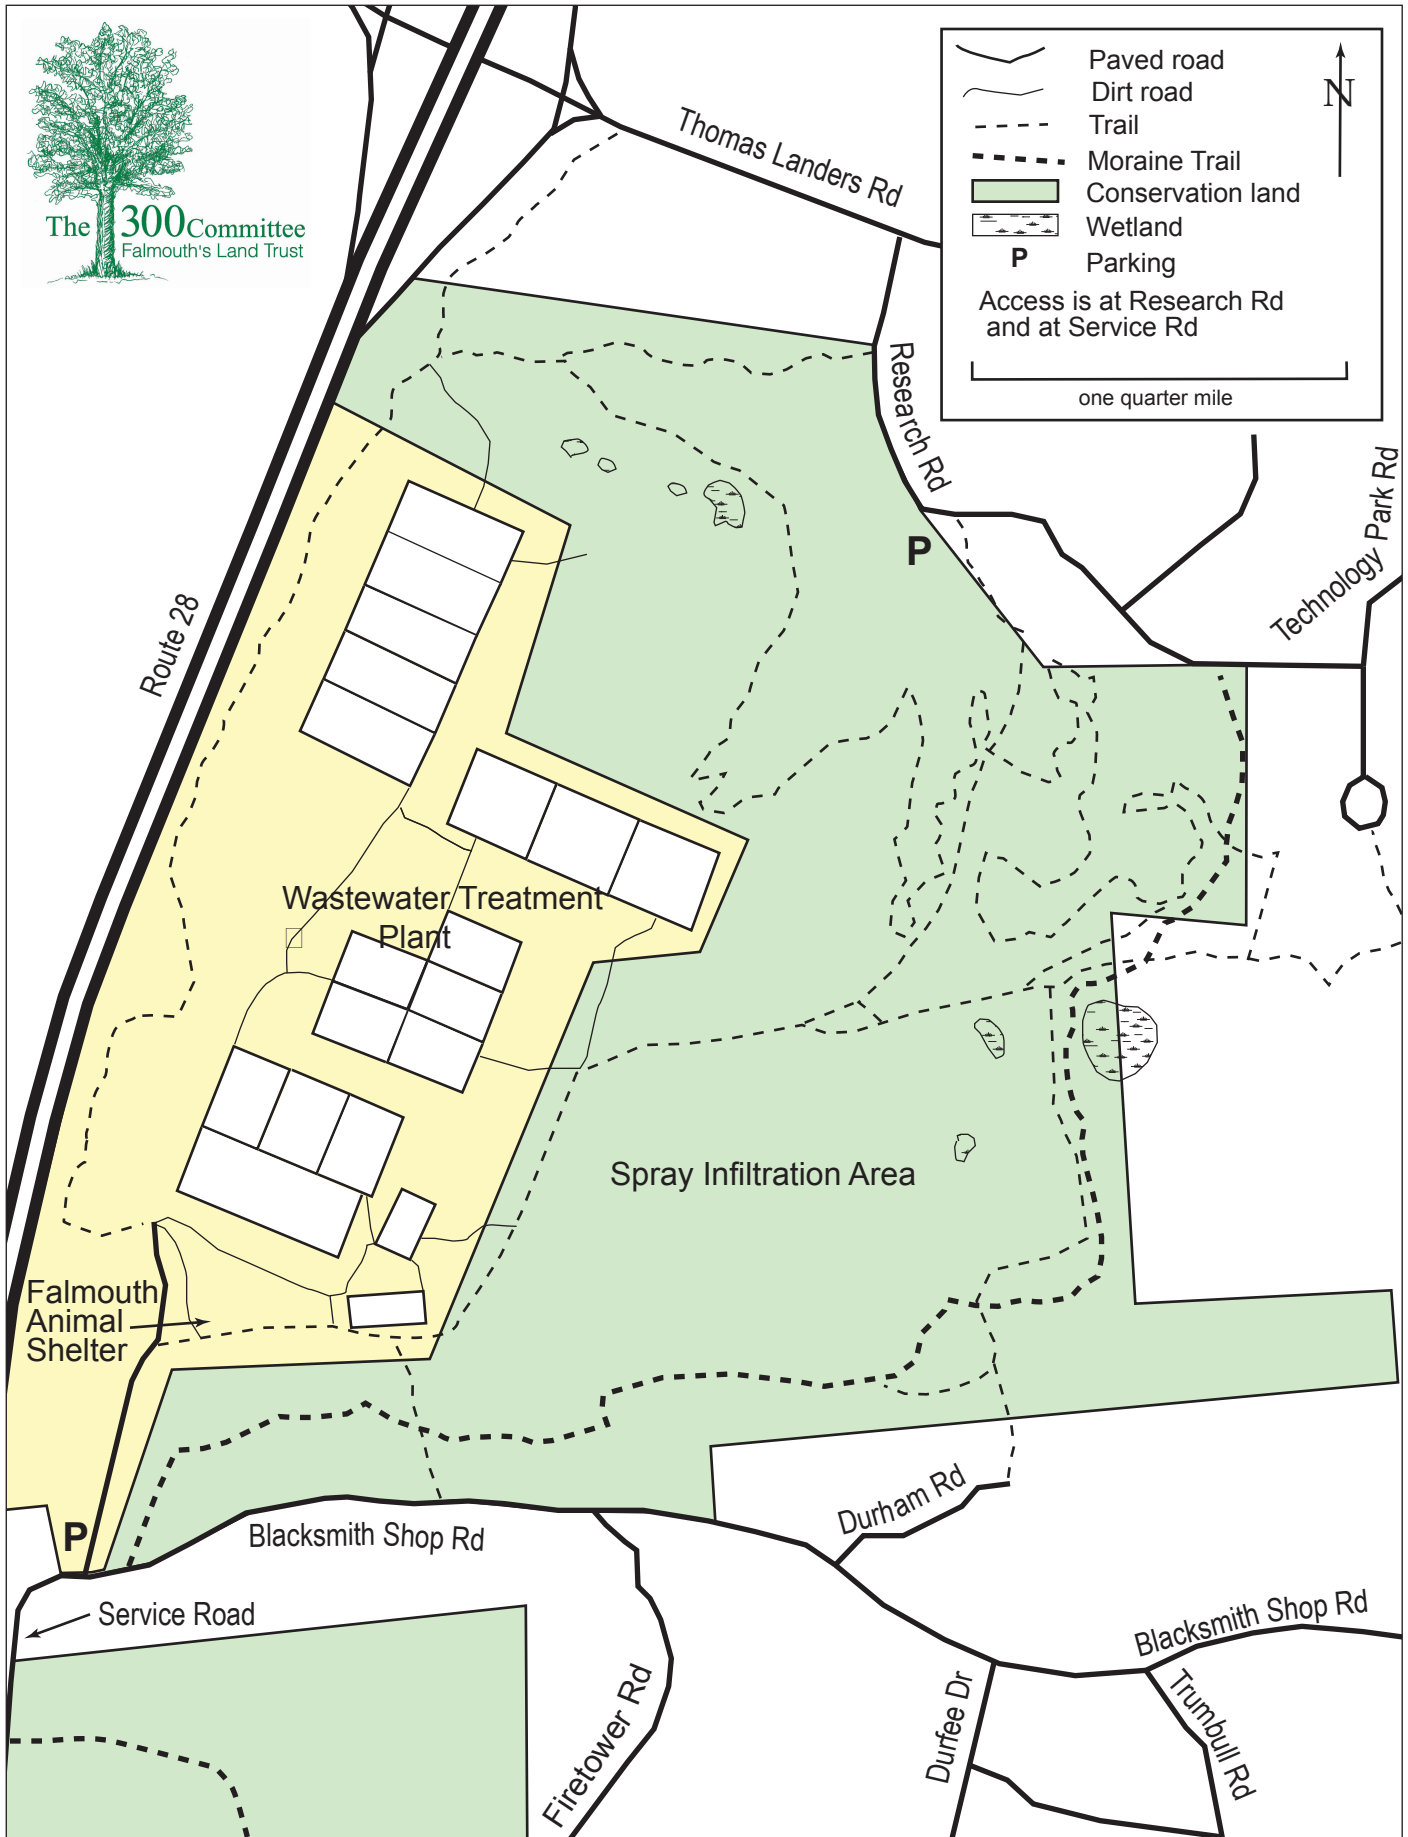 The 300 Committee
Falmouth's Land Trust
Paved road
Dirt road
Trail
Moraine Trail
Conservation land
Wetland
P Parking
Access is at Research Rd
and at Service Rd
one quarter mile
N
Thomas Landers Rd
Research Rd
Technology Park Rd
P
Route 28
Wastewater Treatment
Plant
Spray Infiltration Area
Falmouth
Animal
Shelter
P
Blacksmith Shop Rd
Durham Rd
Service Road
Blacksmith Shop Rd
Firetower Rd
Durfee Dr
Trumbull Rd